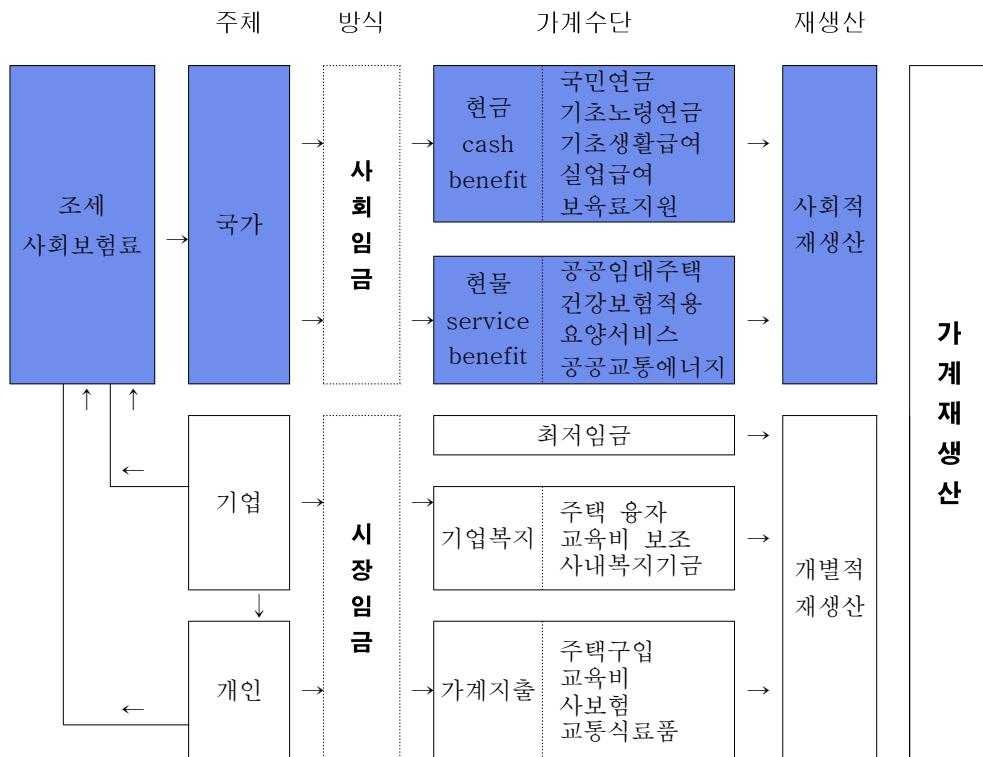 주체 방식 가계수단 재생산
조세
사회보험료
국가
사회임금
현금
cash
benefit
국민연금
기초노령연금
기초생활급여
실업급여
보육료지원
현물
service
benefit
공공임대주택
건강보험적용
요양서비스
공공교통에너지
사회적
재생산
기업
개인
시장임금
최저임금
기업복지
주택 융자
교육비 보조
사내복지기금
가계지출
주택구입
교육비
사보험
교통식료품
개별적
재생산
가계재생산